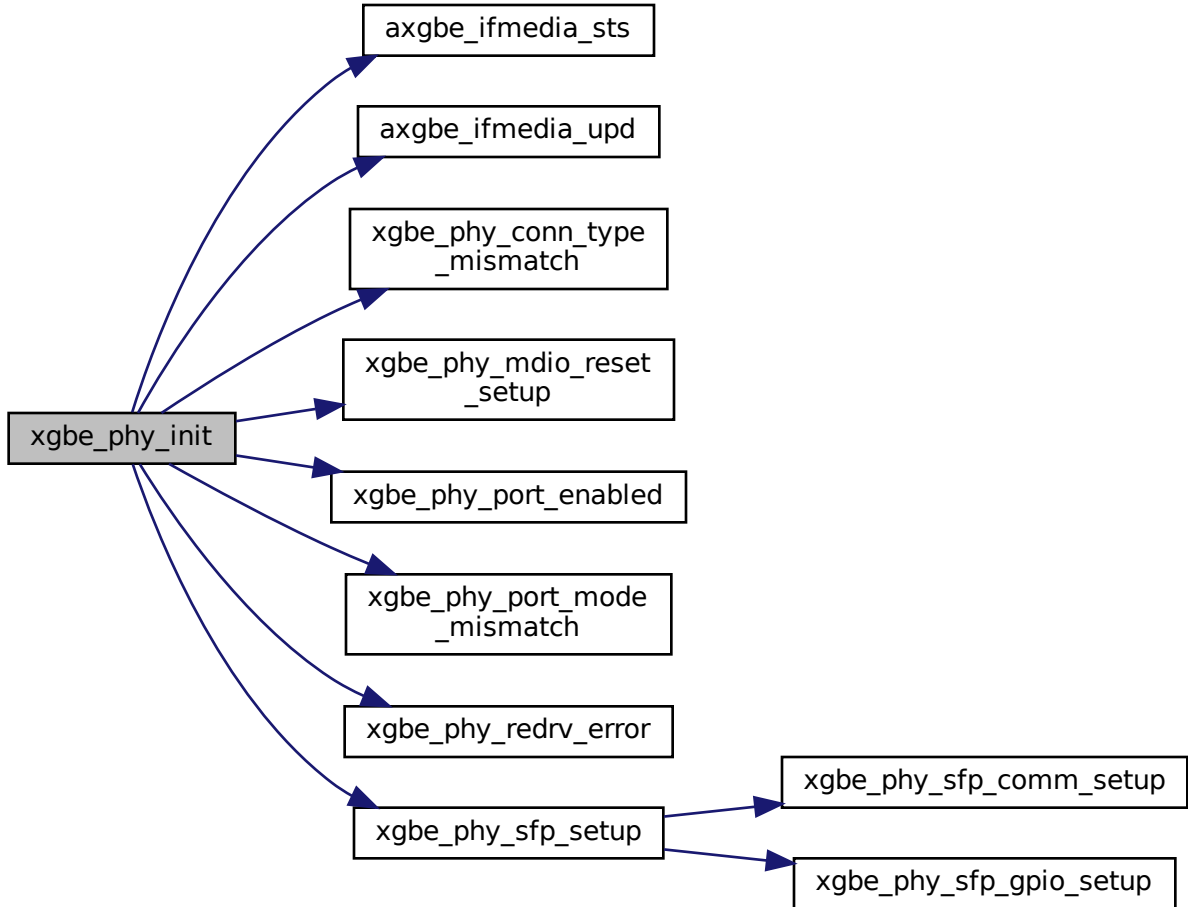 axgbe_ifmedia_sts
axgbe_ifmedia_upd
xgbe_phy_conn_type
_mismatch
xgbe_phy_mdio_reset
_setup
xgbe_phy_init
xgbe_phy_port_enabled
xgbe_phy_port_mode
_mismatch
xgbe_phy_redrv_error
xgbe_phy_sfp_setup
xgbe_phy_sfp_comm_setup
xgbe_phy_sfp_gpio_setup